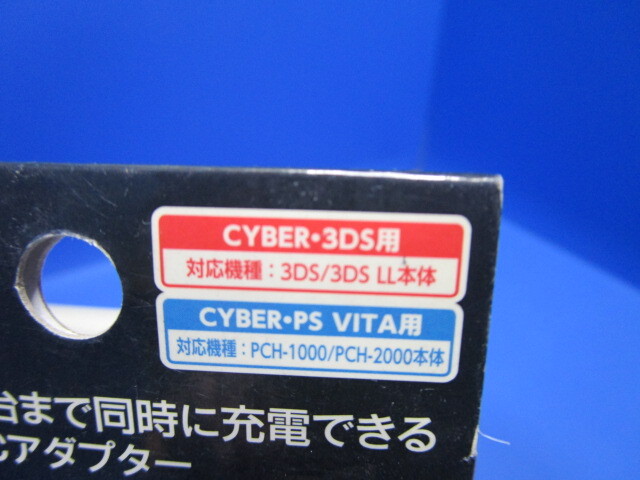 CYBER・3DS用
対応機種：3DS/3DS LL本体
CYBER・PS VITA用
対応機種：PCH-1000/PCH-2000本体
台まで同時に充電できる
アダプター